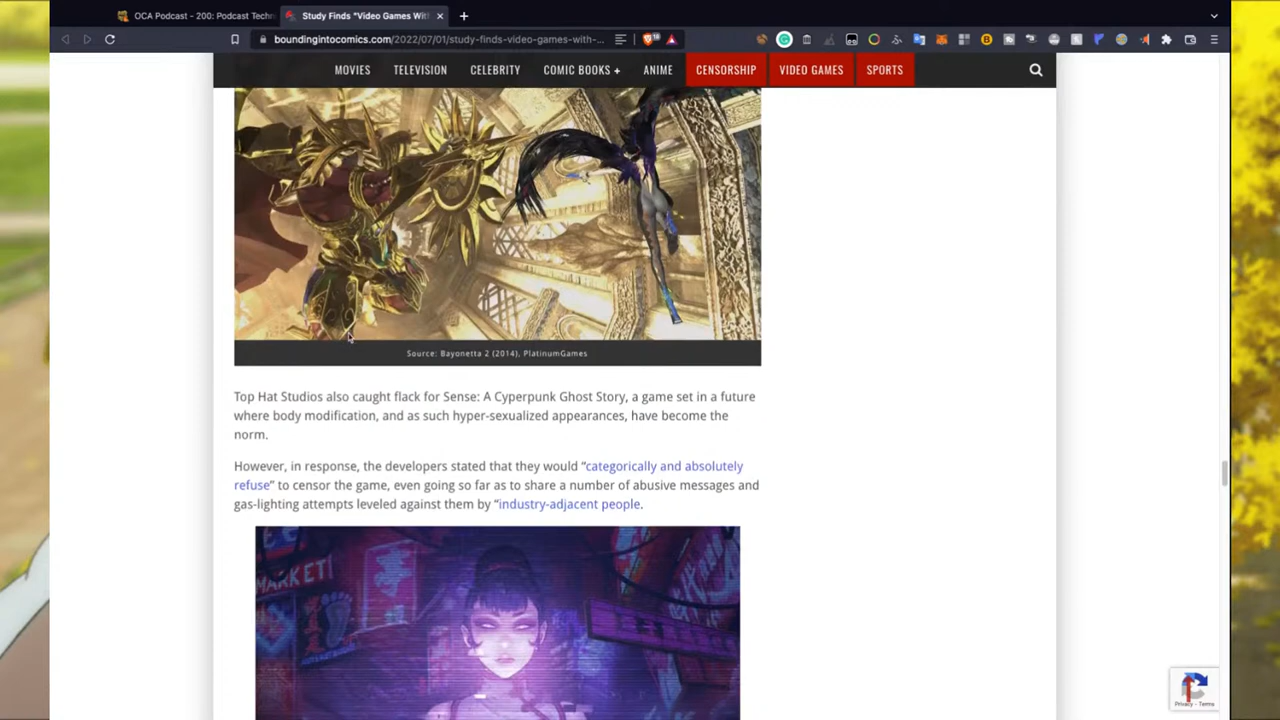 OCA Podcast - 200: Podcast Techn
Study Finds "Video Games With
boundingintocomics.com/2022/07/01/study-finds-video-games-with-...
MOVIES TELEVISION CELEBRITY COMIC BOOKS + ANIME CENSORSHIP VIDEO GAMES SPORTS
Source: Bayonetta 2 (2014), PlatinumGames
Top Hat Studios also caught flack for Sense: A Cyperpunk Ghost Story, a game set in a future
where body modification, and as such hyper-sexualized appearances, have become the
norm.
However, in response, the developers stated that they would “categorically and absolutely
refuse” to censor the game, even going so far as to share a number of abusive messages and
gas-lighting attempts leveled against them by “industry-adjacent people.
MARKET!
Privacy - Terms